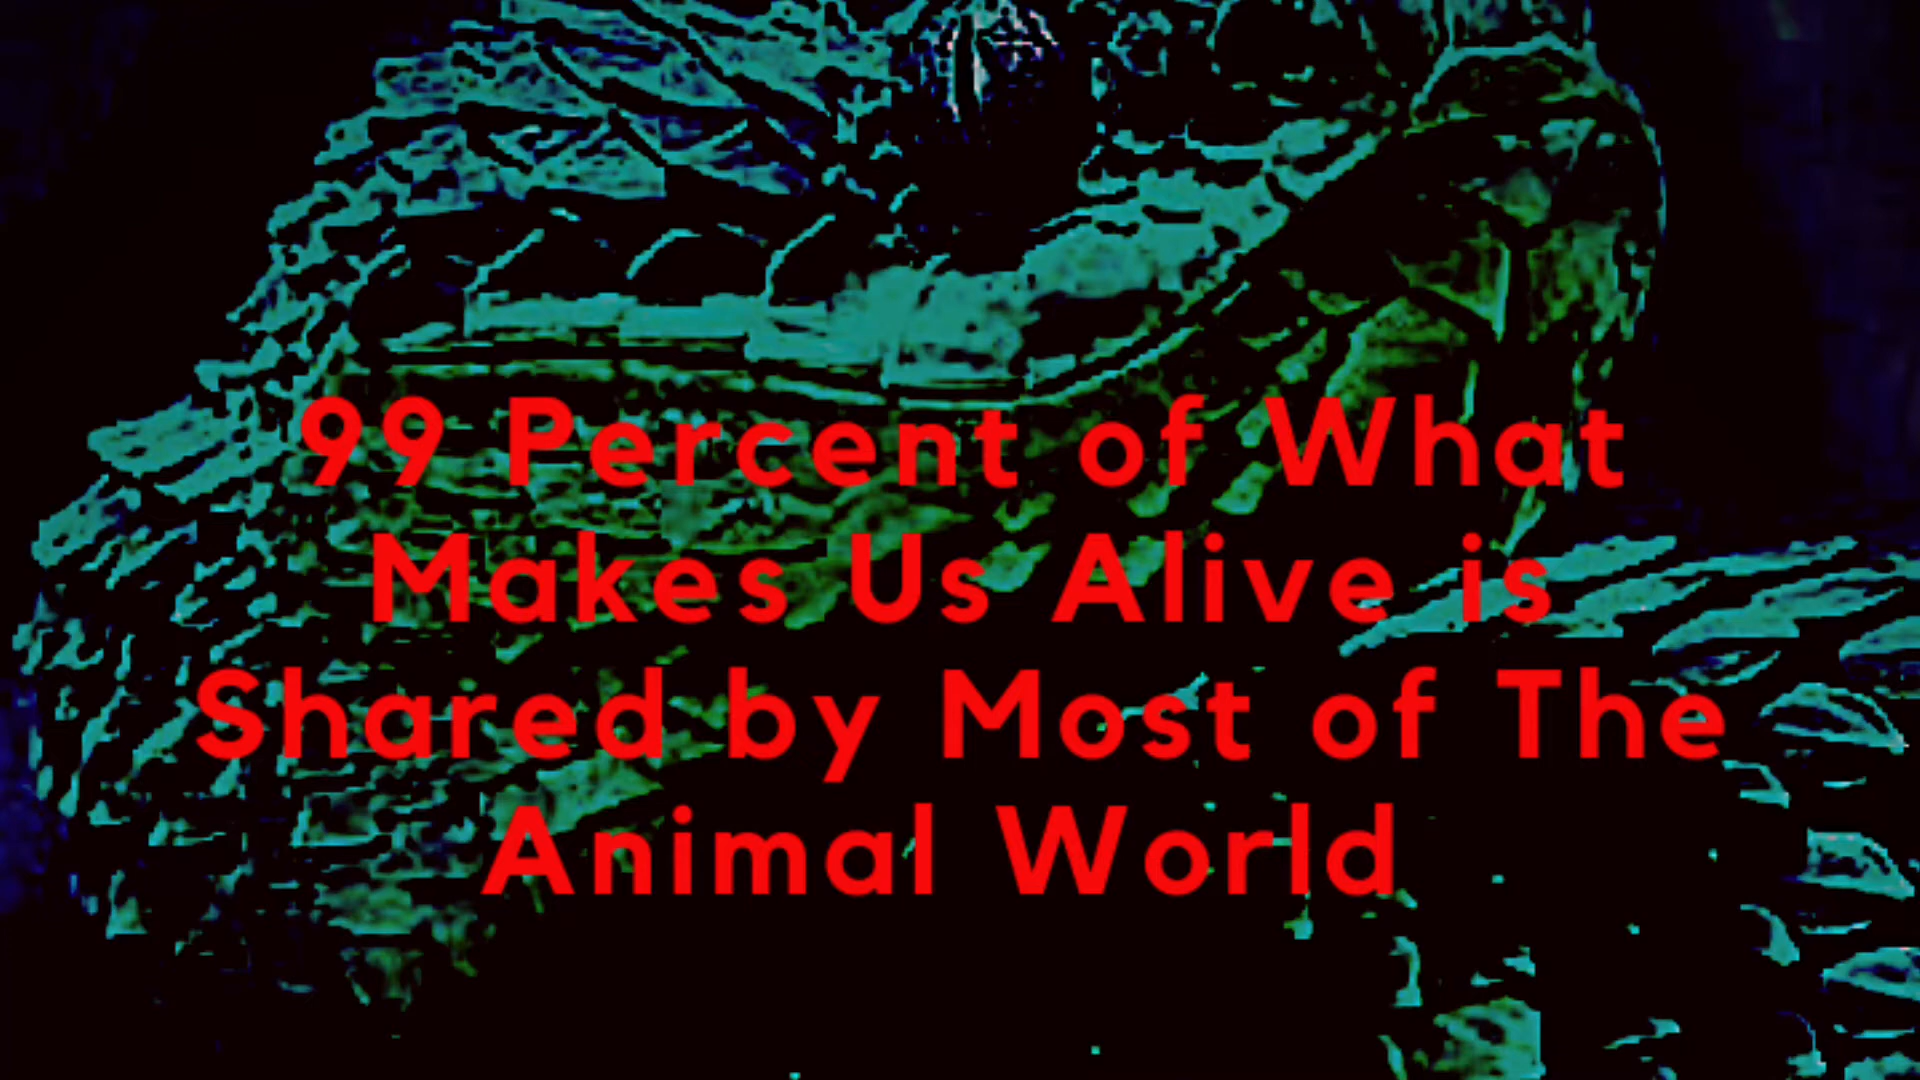 99 Percent of What
Makes Us Alive is
Shared by Most of The
Animal World